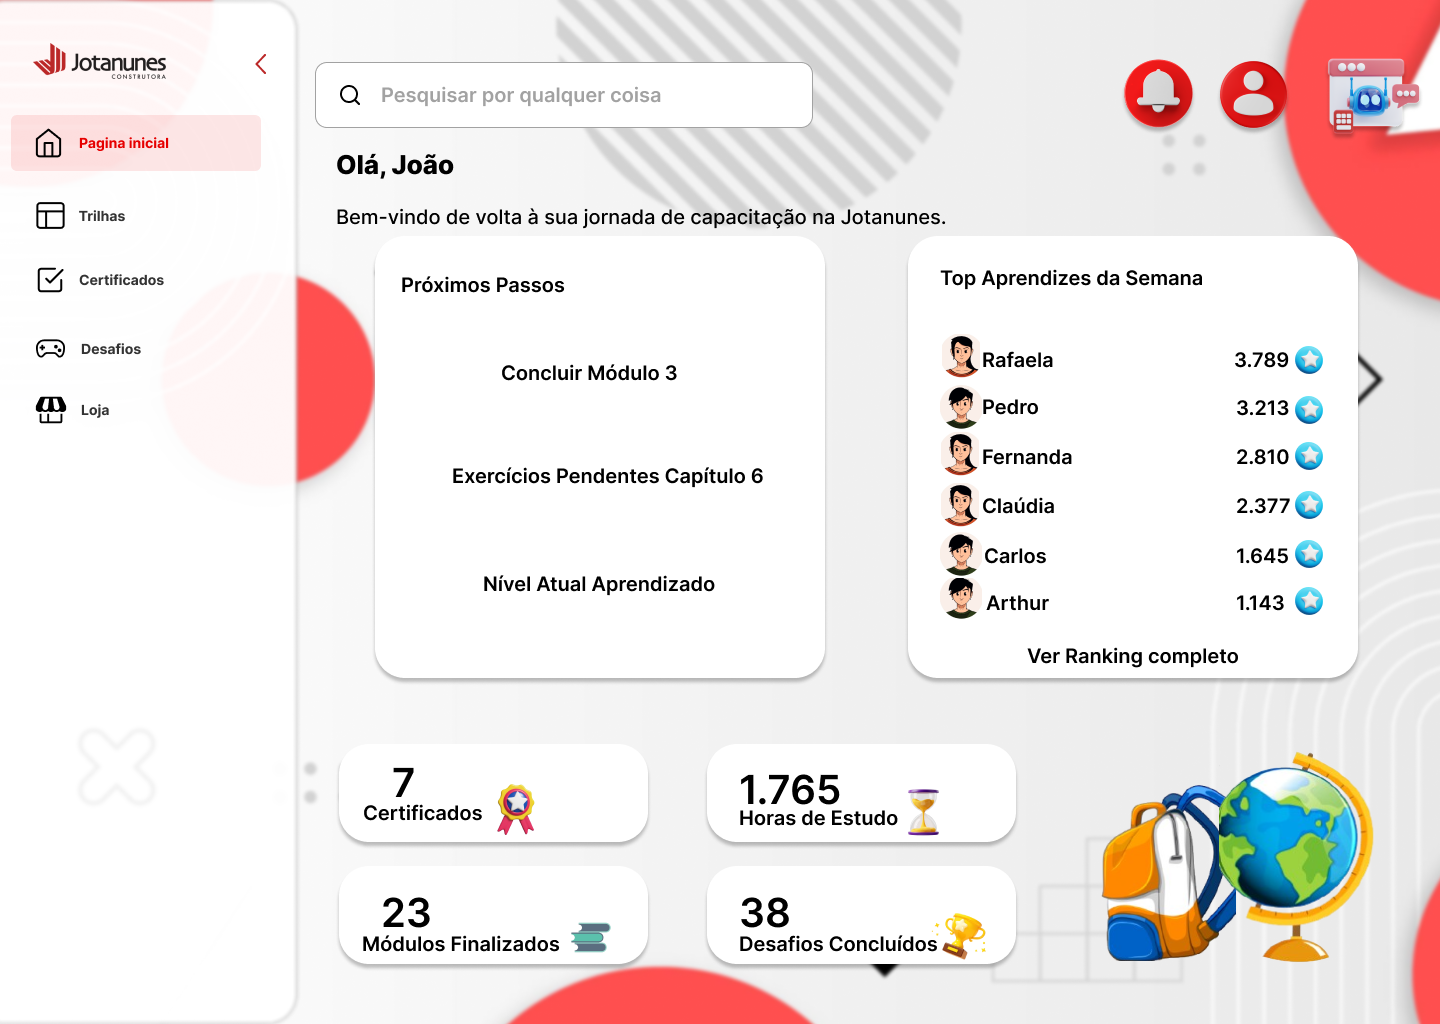 Jotanunes
CONSTRUTORA
Pagina inicial
Trilhas
Certificados
Desafios
Loja
Pesquisar por qualquer coisa
Olá, João
Bem-vindo de volta à sua jornada de capacitação na Jotanunes.
Próximos Passos
Concluir Módulo 3
Exercícios Pendentes Capítulo 6
Nível Atual Aprendizado
Top Aprendizes da Semana
Rafaela 3.789
Pedro 3.213
Fernanda 2.810
Claúdia 2.377
Carlos 1.645
Arthur 1.143
Ver Ranking completo
7
Certificados
1.765
Horas de Estudo
23
Módulos Finalizados
38
Desafios Concluídos